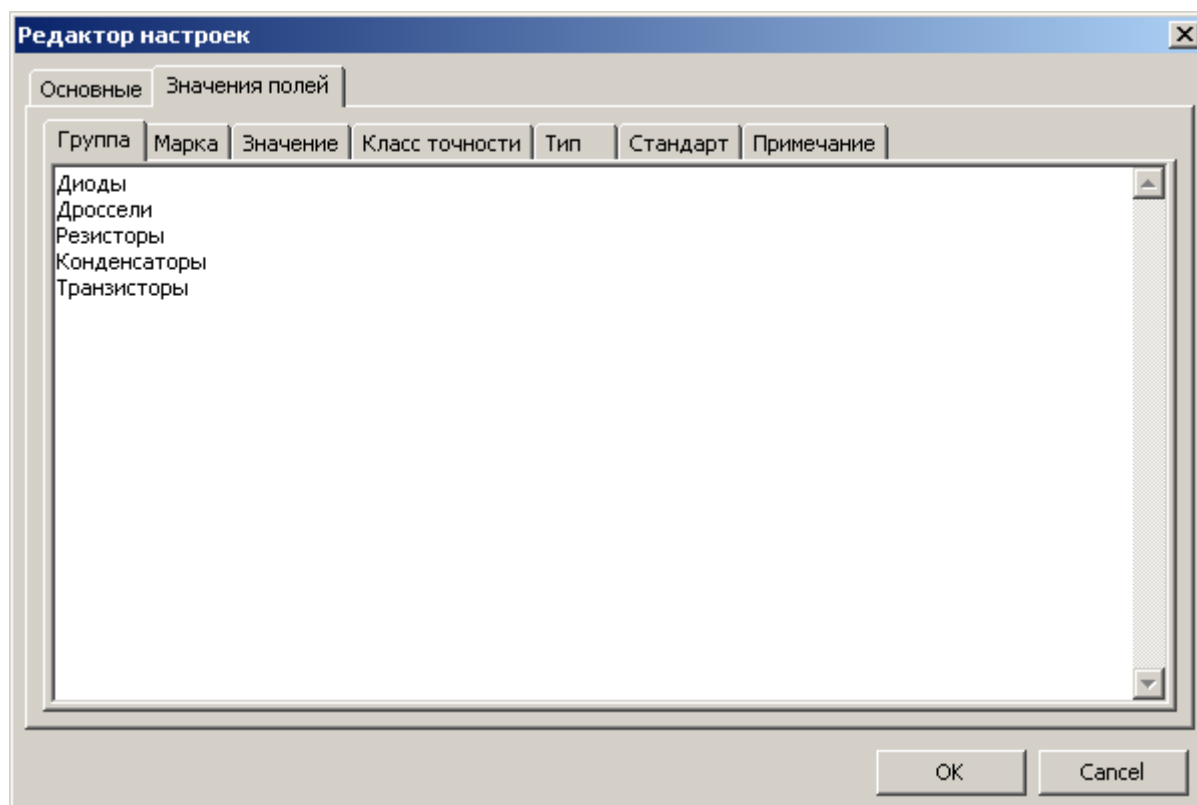 Редактор настроек
Основные Значения полей
Группа Марка Значение Класс точности Тип Стандарт Примечание
Диоды
Дроссели
Резисторы
Конденсаторы
Транзисторы
OK Cancel